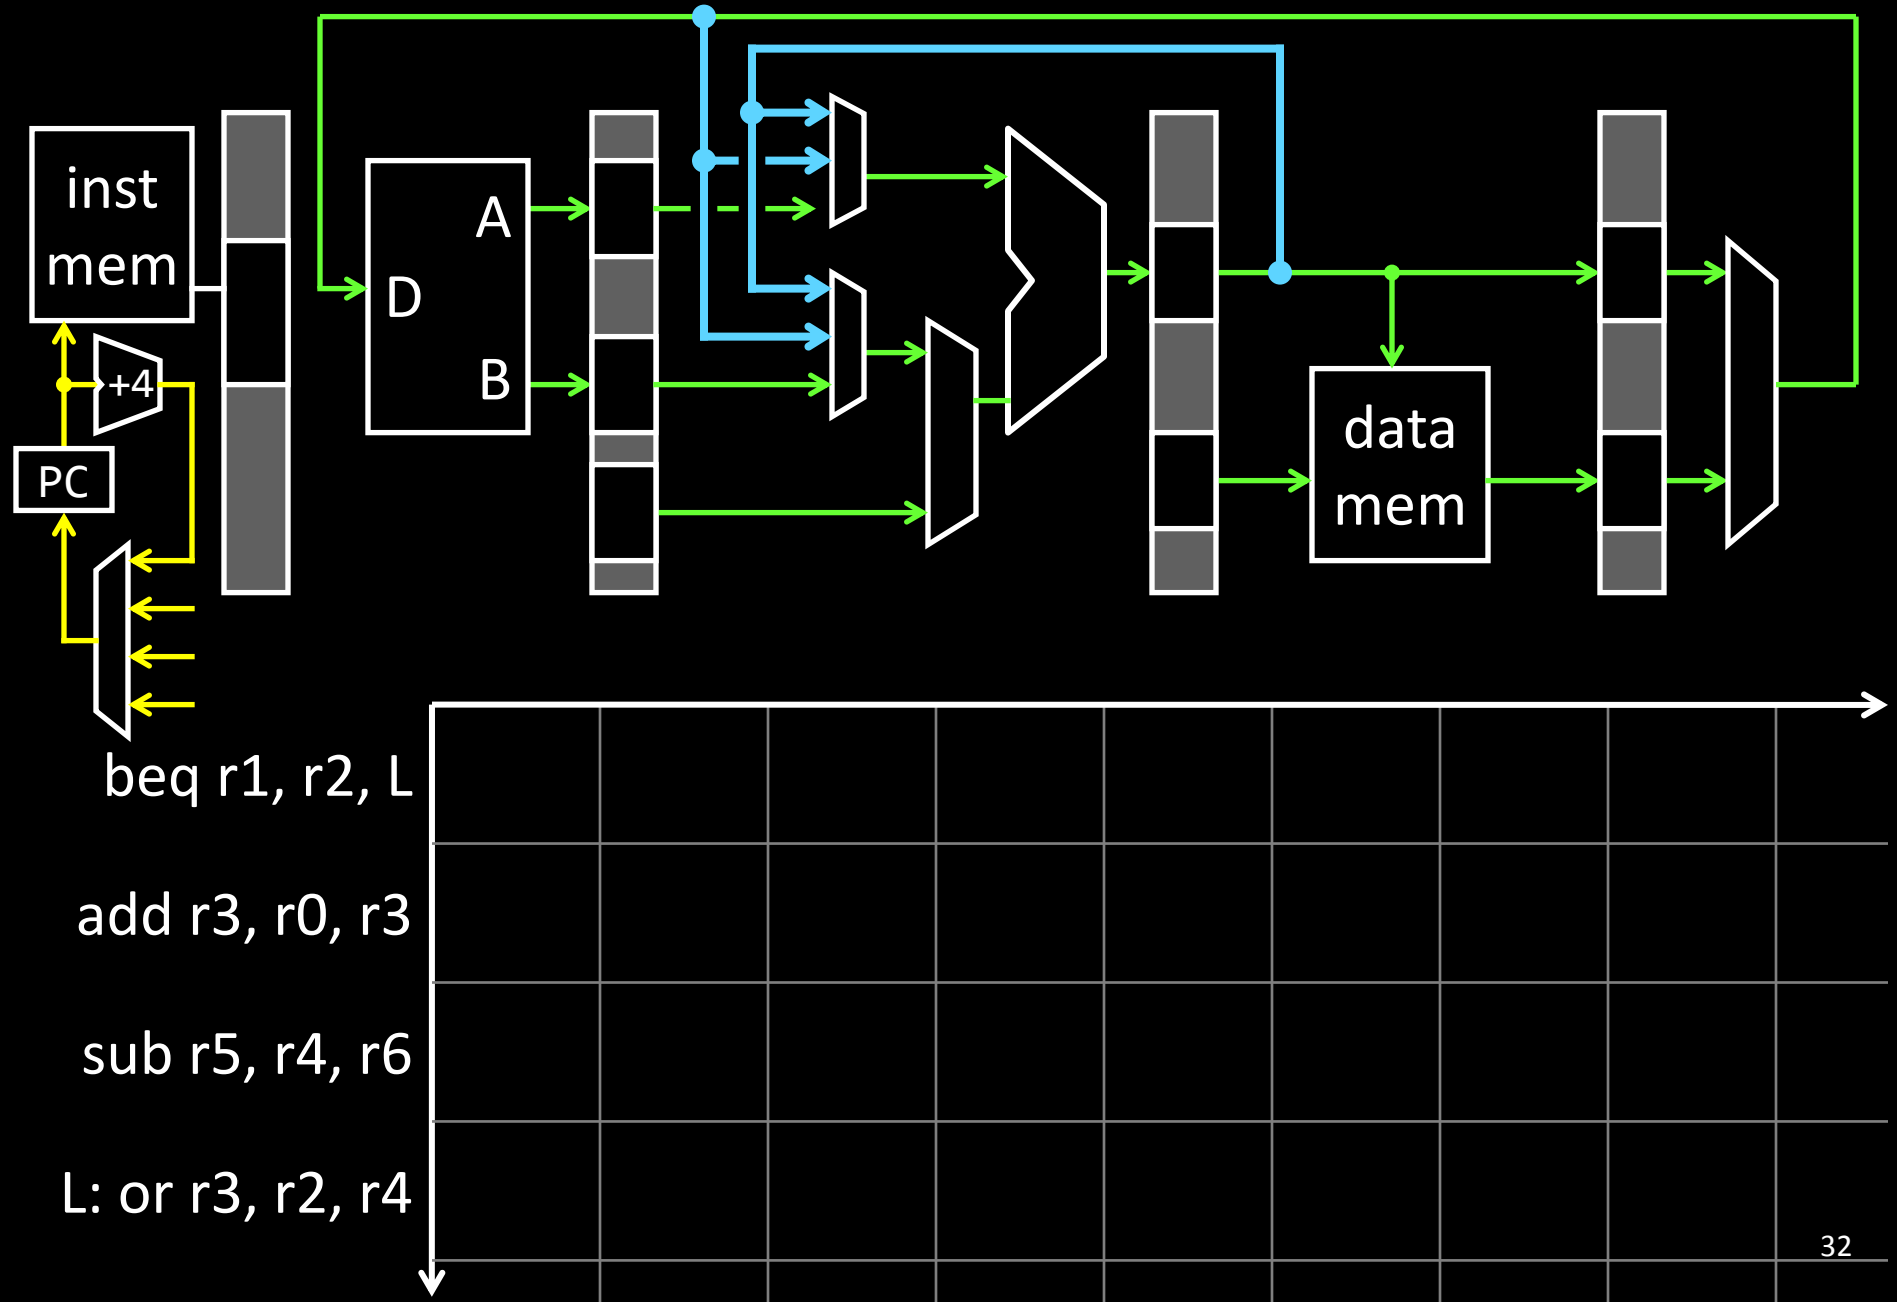 inst
mem
+4
PC
A
D
B
data
mem
beq r1, r2, L
add r3, r0, r3
sub r5, r4, r6
L: or r3, r2, r4
32